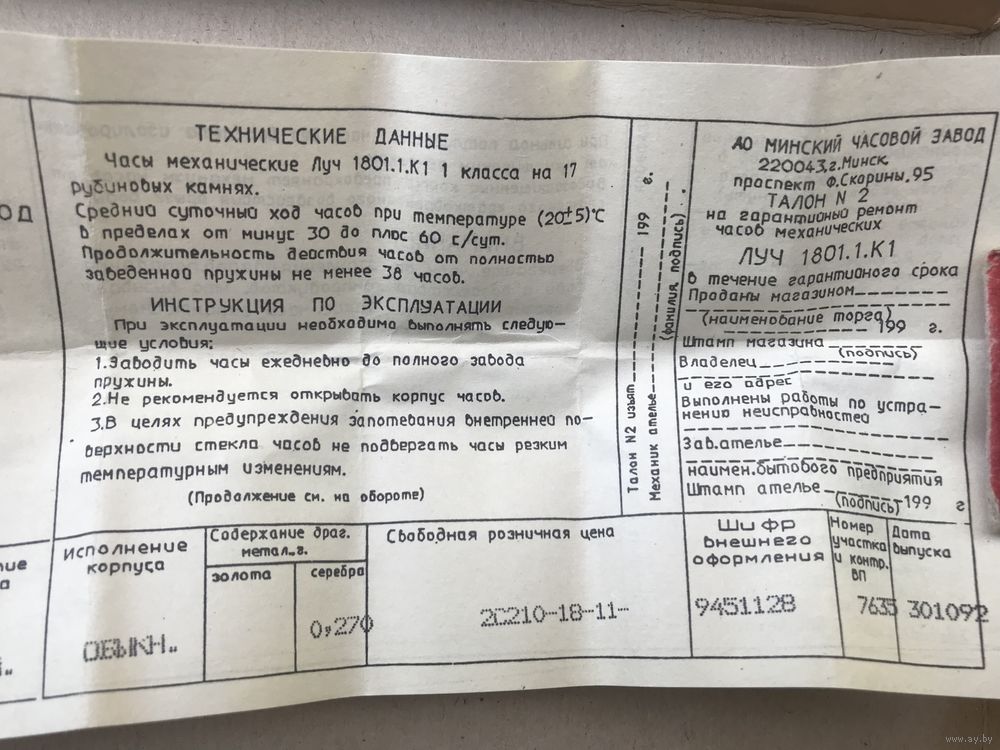 ТЕХНИЧЕСКИЕ ДАННЫЕ
Часы механические Луч 1801.1.К1 1 класса на 17
рубиновых камнях.
Средний суточный ход часов при температуре (20±5)°С
в пределах от минус 30 до плюс 60 с/сут.
Продолжительность действия часов от полностью
заведенной пружины не менее 38 часов.
ИНСТРУКЦИЯ ПО ЭКСПЛУАТАЦИИ
При эксплуатации необходимо выполнять следую-
щие условия:
1.Заводить часы ежедневно до полного завода
пружины.
2.Не рекомендуется открывать корпус часов.
3.В целях предупреждения запотевания внетренней по-
верхности стекла часов не подвергать часы резким
температурным изменениям.
(Продолжение см. на обороте)
Талон N2 изъят 199 г.
Механик ателье
(фамилия, подпись)
АО МИНСКИЙ ЧАСОВОЙ ЗАВОД
220043,г.Минск,
проспект Ф.Скорины,95
ТАЛОН N 2
на гарантийный ремонт
часов механических
ЛУЧ 1801.1.К1
в течение гарантийного срока
Проданы магазином
(наименование торга)
199 г.
Штамп магазина
(подпись)
Владелец
и его адрес
Выполнены работы по устра-
нению неисправностей
Зав.ателье
наимен.бытового предприятия
Штамп ателье 199 г
(подпись)
ОД
ие
а
Исполнение
корпуса
ОБЫКН..
Содержание драг.
метал.,г.
золота
серебра
0,270
Свободная розничная цена
20210-18-11-
Шифр
внешнего
оформления
9451128
Номер
участка
и контр.
ВП
7635
Дата
выпуска
301092
www.ay.by